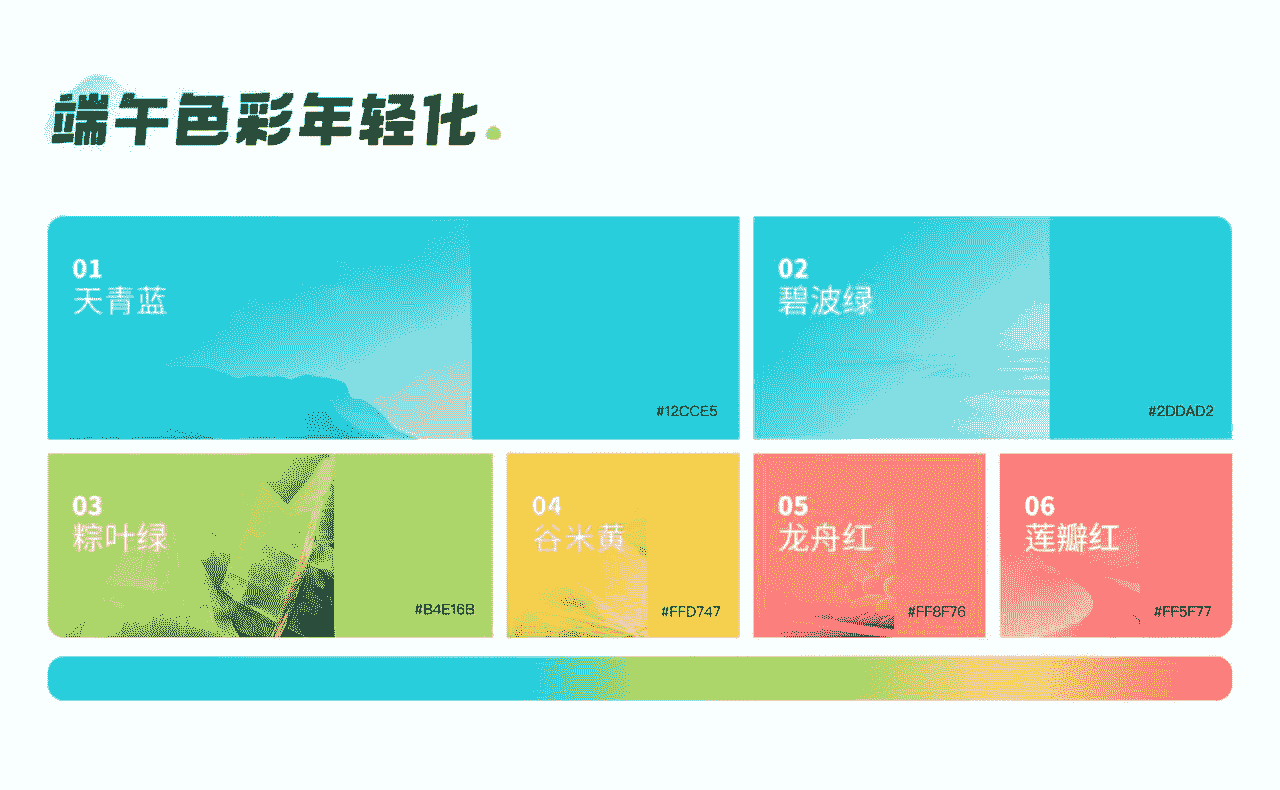 端午色彩年轻化
01
天青蓝
#12CCE5
02
碧波绿
#2DDAD2
03
粽叶绿
#B4E16B
04
谷米黄
#FFD747
05
龙舟红
#FF8F76
06
莲瓣红
#FF5F77